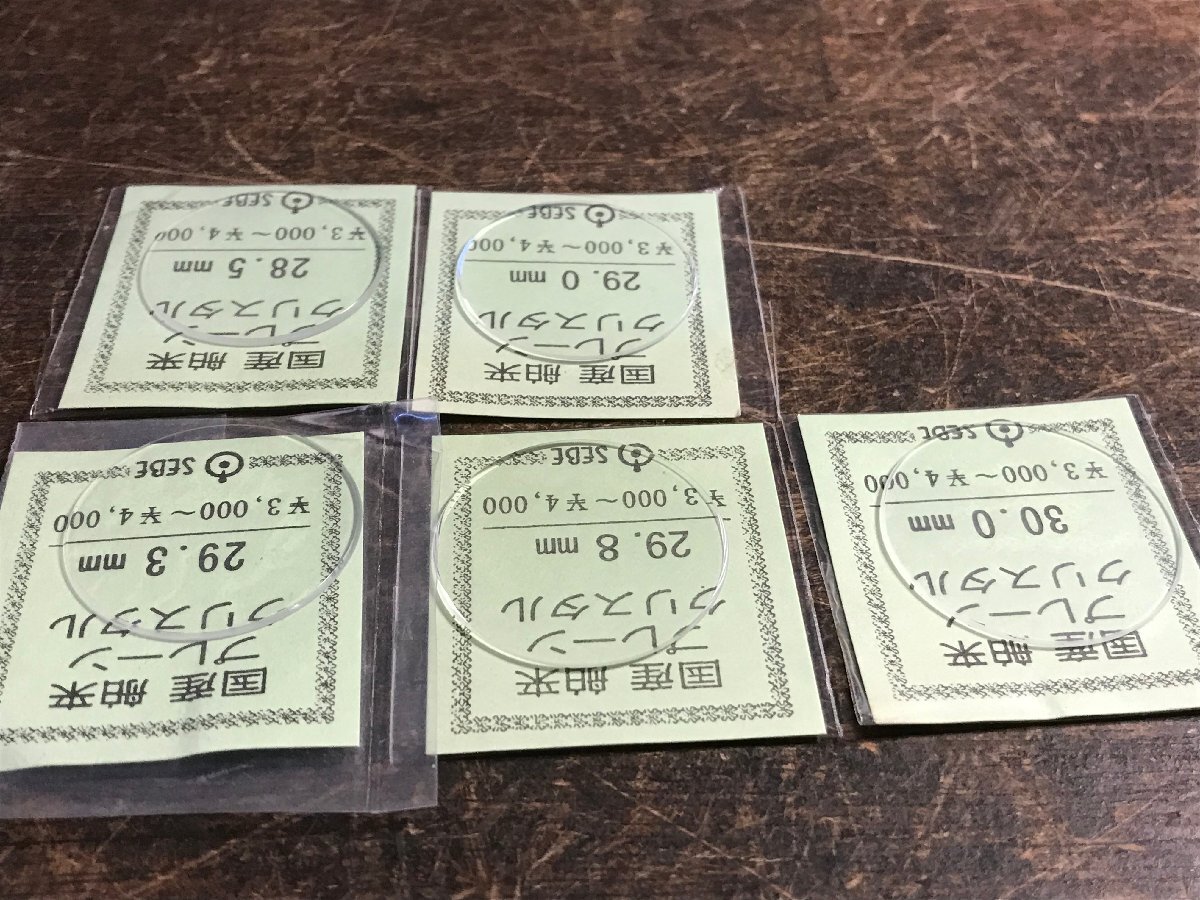 国産 舶来
プレーン
クリスタル
28.5 mm
¥3,000～¥4,000
SEBE
国産 舶来
プレーン
クリスタル
29.0 mm
¥3,000～¥4,000
SEBE
国産 舶来
プレーン
クリスタル
29.3 mm
¥3,000～¥4,000
SEBE
国産 舶来
プレーン
クリスタル
29.8 mm
¥3,000～¥4,000
SEBE
国産 舶来
プレーン
クリスタル
30.0 mm
¥3,000～¥4,000
SEBE